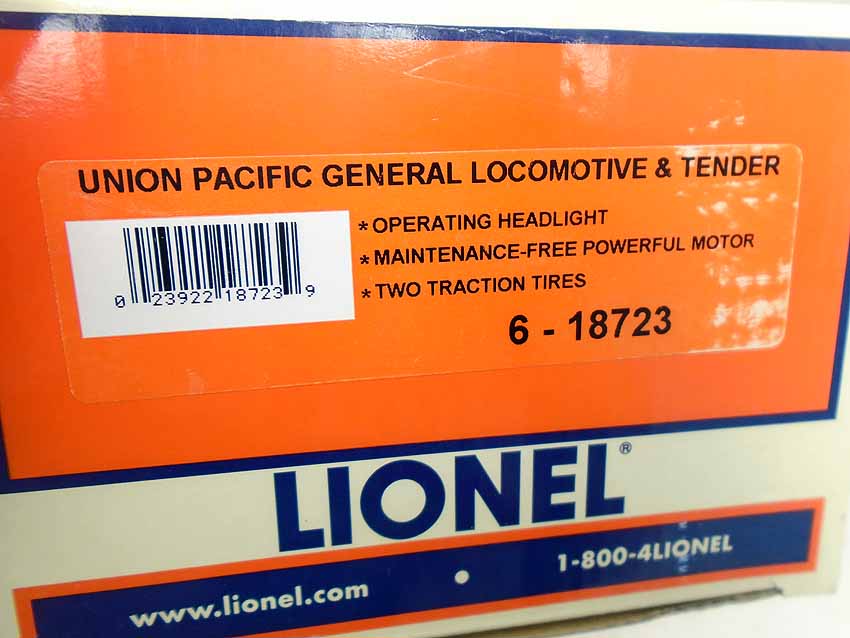 UNION PACIFIC GENERAL LOCOMOTIVE & TENDER
*OPERATING HEADLIGHT
*MAINTENANCE-FREE POWERFUL MOTOR
*TWO TRACTION TIRES
0 23922 18723 9
6 - 18723
LIONEL®
www.lionel.com • 1-800-4LIONEL